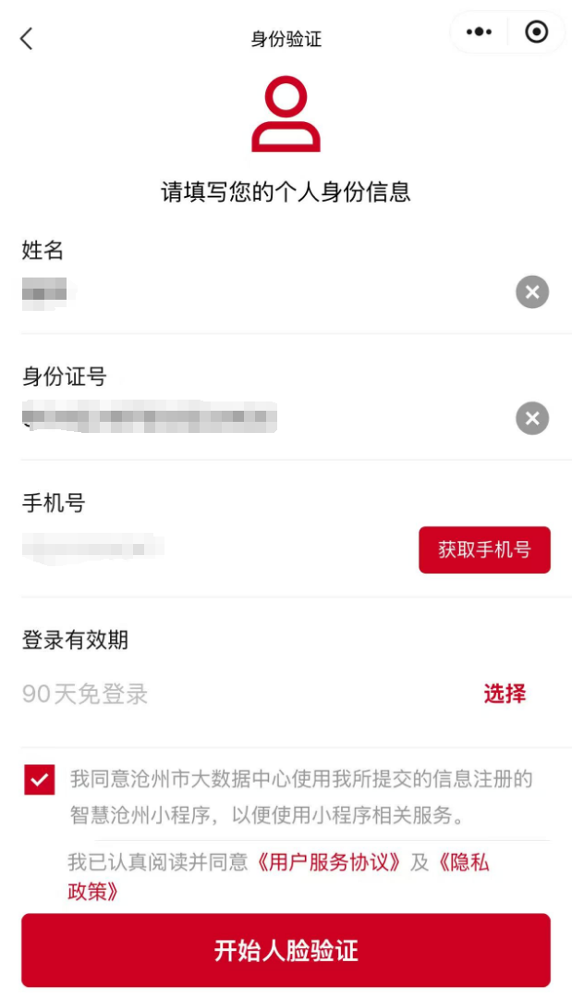 身份验证
请填写您的个人身份信息
姓名
身份证号
手机号
获取手机号
登录有效期
90天免登录
选择
我同意沧州市大数据中心使用我所提交的信息注册的
智慧沧州小程序，以便使用小程序相关服务。
我已认真阅读并同意《用户服务协议》及《隐私
政策》
开始人脸验证